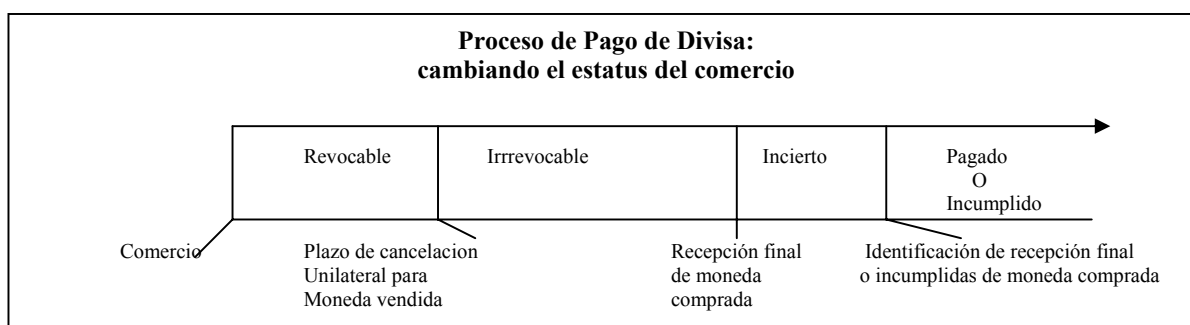 Proceso de Pago de Divisa:
cambiando el estatus del comercio
Revocable
Irrrevocable
Incierto
Pagado
O
Incumplido
Comercio
Plazo de cancelacion
Unilateral para
Moneda vendida
Recepción final
de moneda
comprada
Identificación de recepción final
o incumplidas de moneda comprada